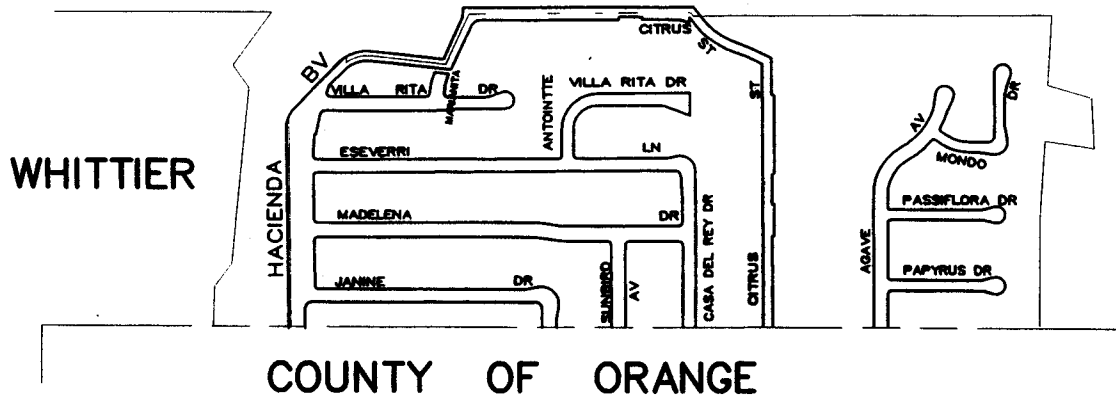 CITRUS ST
BV
VILLA RITA DR
MARIANITA
ANTOINTTE
VILLA RITA DR
ST
AV
DR
MONDO
ESEVERRI LN
WHITTIER
HACIENDA
PASSIFLORA DR
MADELENA DR
CASA DEL REY DR
AGAVE
JANINE DR
SUNBIRD AV
CITRUS
PAPYRUS DR
COUNTY OF ORANGE